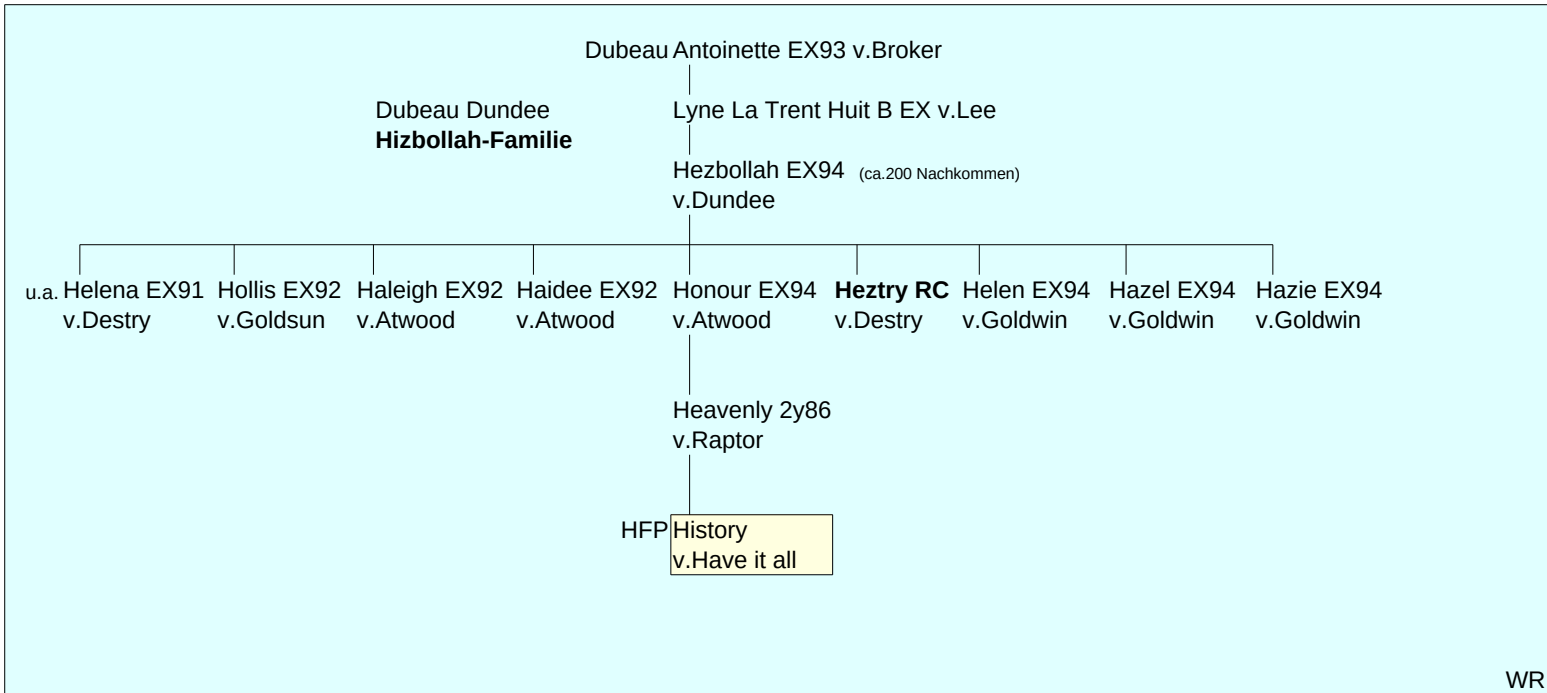 Dubeau Antoinette EX93 v.Broker
Dubeau Dundee
Hizbollah-Familie
Lyne La Trent Huit B EX v.Lee
Hezbollah EX94 (ca.200 Nachkommen)
v.Dundee
u.a. Helena EX91 Hollis EX92 Haleigh EX92 Haidee EX92 Honour EX94 Heztry RC Helen EX94 Hazel EX94 Hazie EX94
v.Destry v.Goldsun v.Atwood v.Atwood v.Atwood v.Destry v.Goldwin v.Goldwin v.Goldwin
Heavenly 2y86
v.Raptor
HFP History
v.Have it all
WR